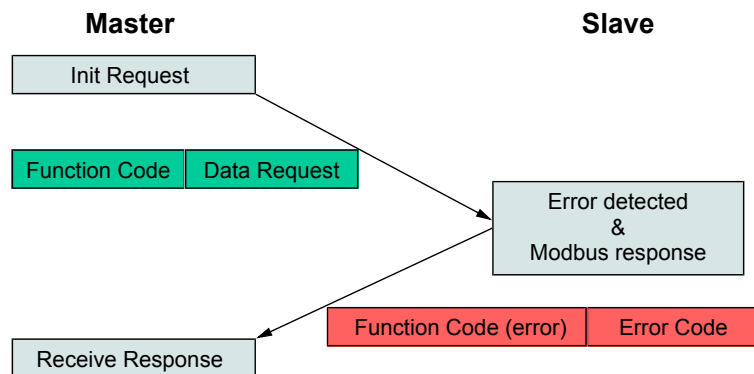 Master
Slave
Init Request
Function Code
Data Request
Error detected
&
Modbus response
Function Code (error)
Error Code
Receive Response